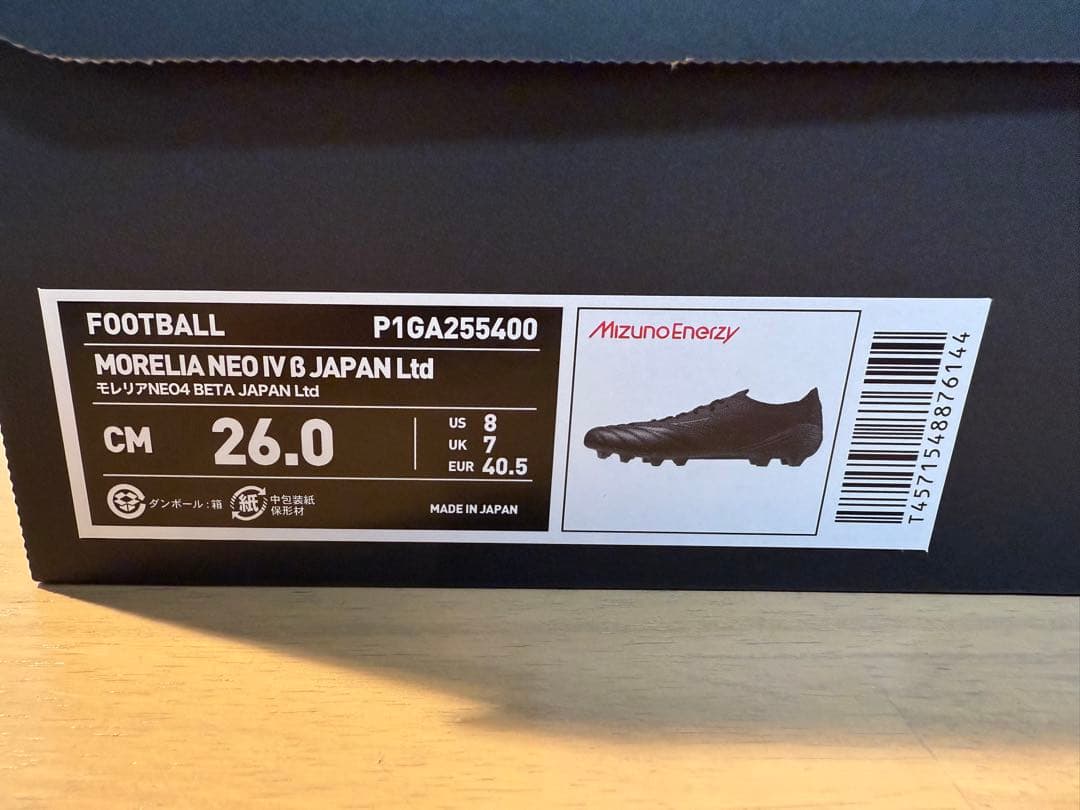 FOOTBALL P1GA255400
MORELIA NEO IV β JAPAN Ltd
モレリアNEO4 BETA JAPAN Ltd
CM 26.0
US 8
UK 7
EUR 40.5
ダンボール:箱
紙
中包装紙
保形材
MADE IN JAPAN
MIZUNO ENERZY
T4571548876144